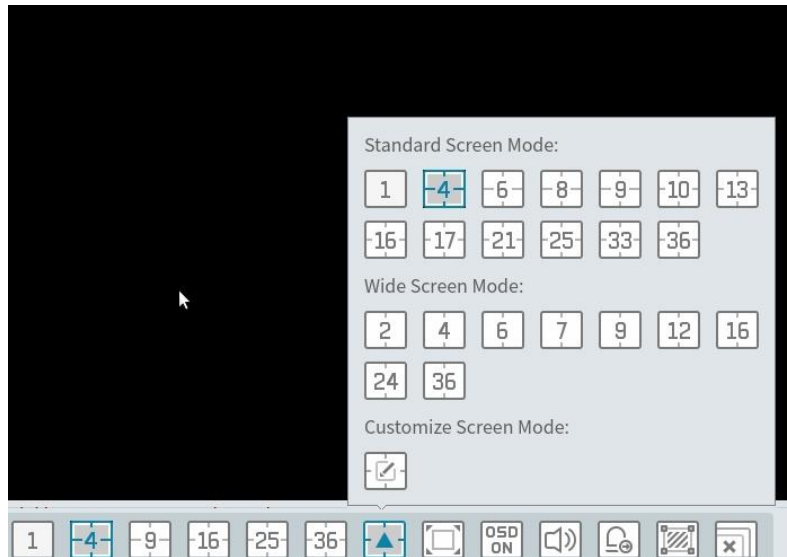 Standard Screen Mode:
1 4 6 8 9 10 13
16 17 21 25 33 36
Wide Screen Mode:
2 4 6 7 9 12 16
24 36
Customize Screen Mode:
1 4 9 16 25 36 OSD ON